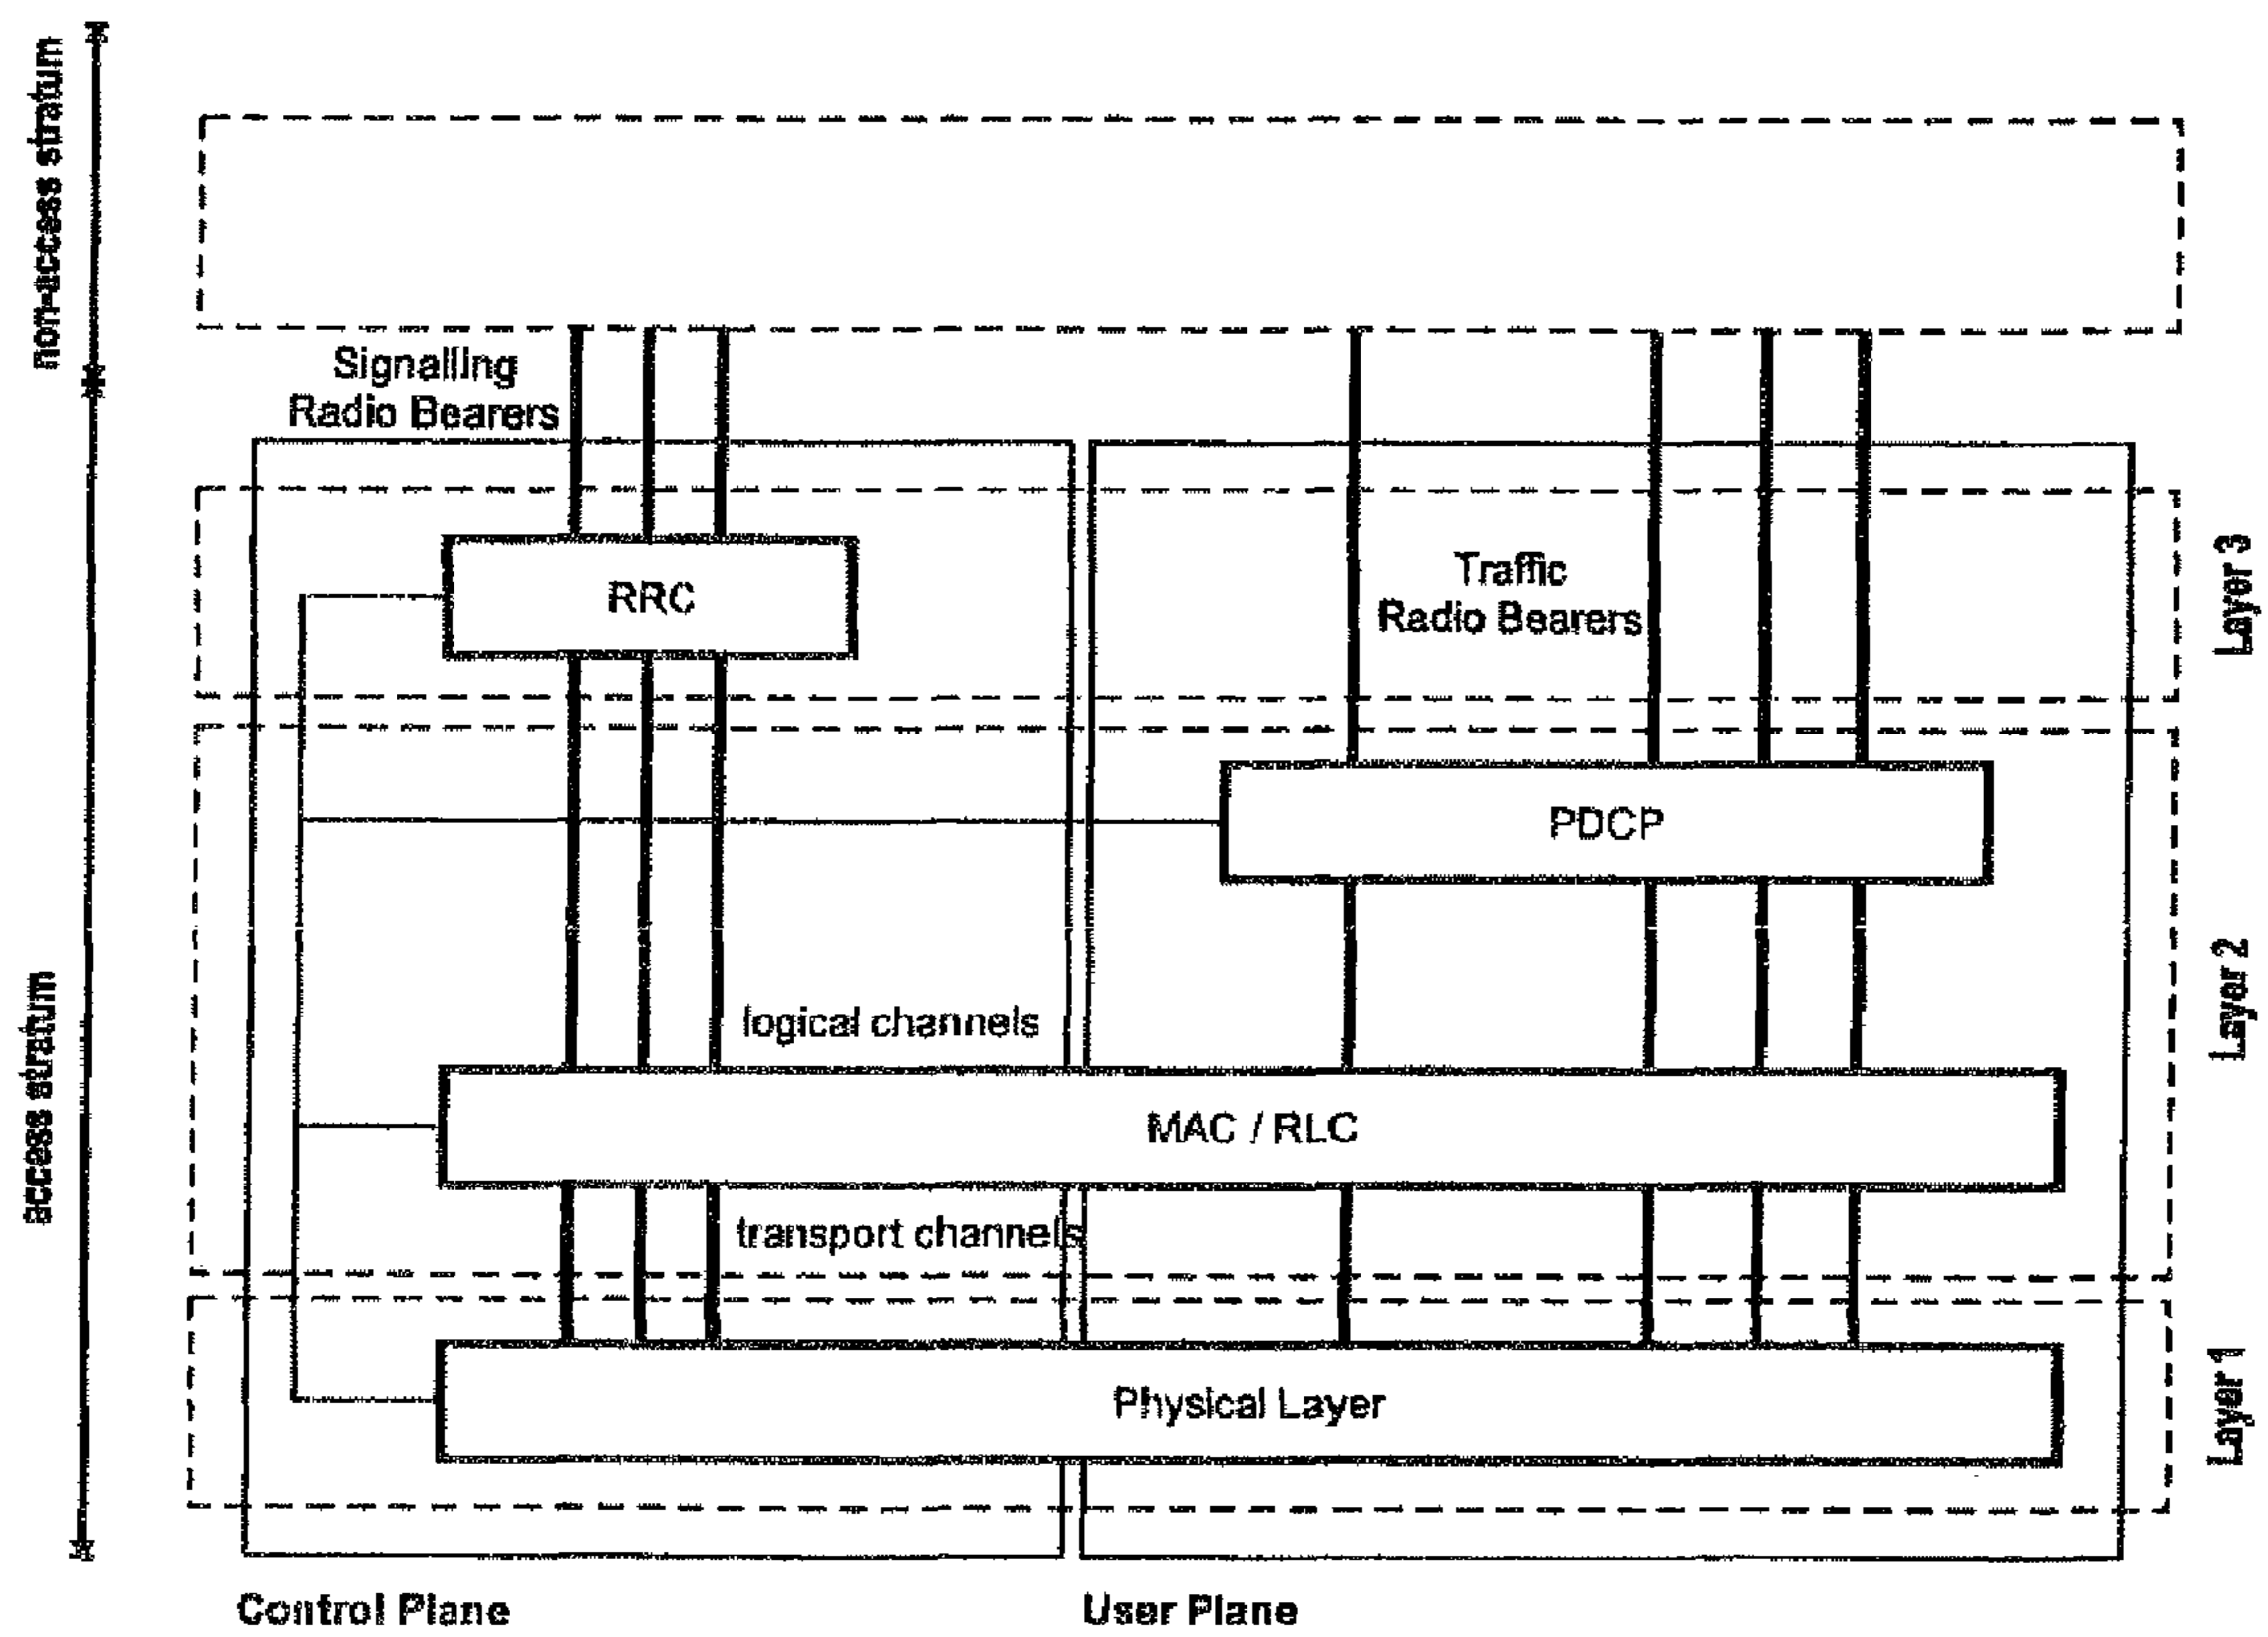 non-access stratum
Signalling
Radio Bearers
RRC
Traffic
Radio Bearers
Layer 3
PDCP
logical channels
Layer 2
access stratum
MAC / RLC
transport channels
Physical Layer
Layer 1
Control Plane
User Plane